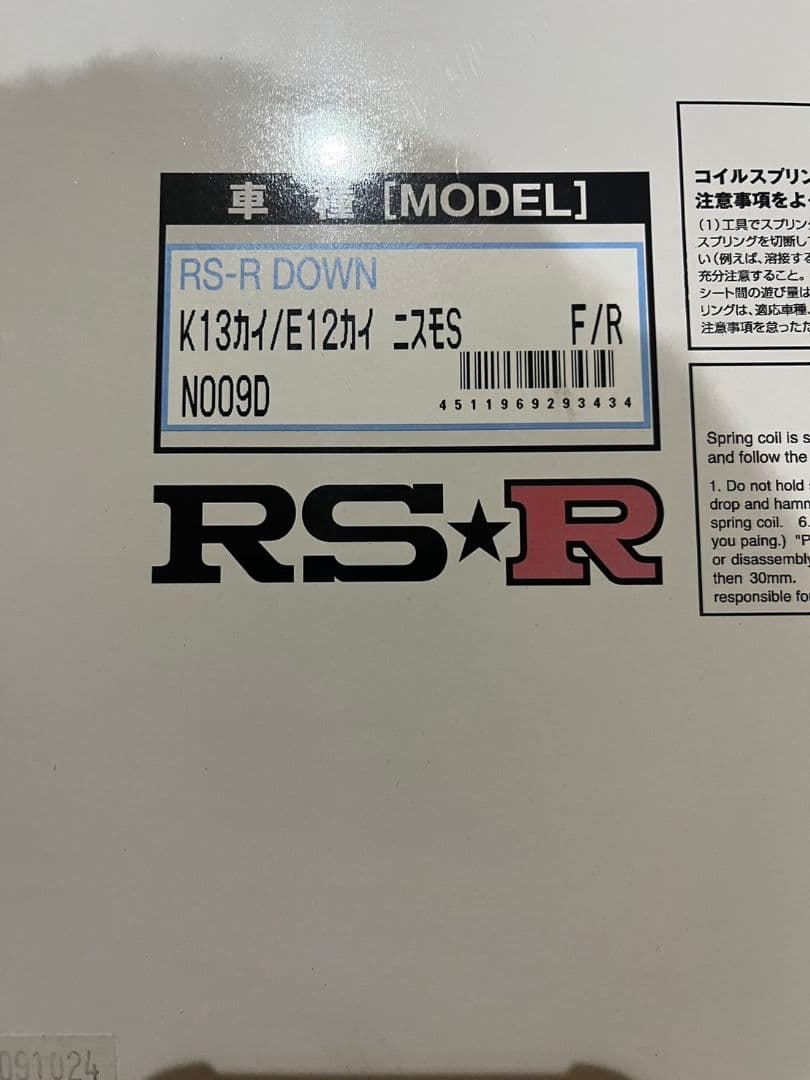 車 種 [MODEL]
RS-R DOWN
K13ｶｲ/E12ｶｲ ﾆｽﾓS F/R
N009D
4511969293434
RS★R
コイルスプリン
注意事項をよ
(1)工具でスプリン
スプリングを切断し
い(例えば、溶接する
充分注意すること。
シート間の遊び量は
リングは、適応車種、
注意事項を怠った
Spring coil is
and follow the
1. Do not hold
drop and hamm
spring coil. 6.
you paing.) "P
or disassembly
then 30mm.
responsible fo
091024